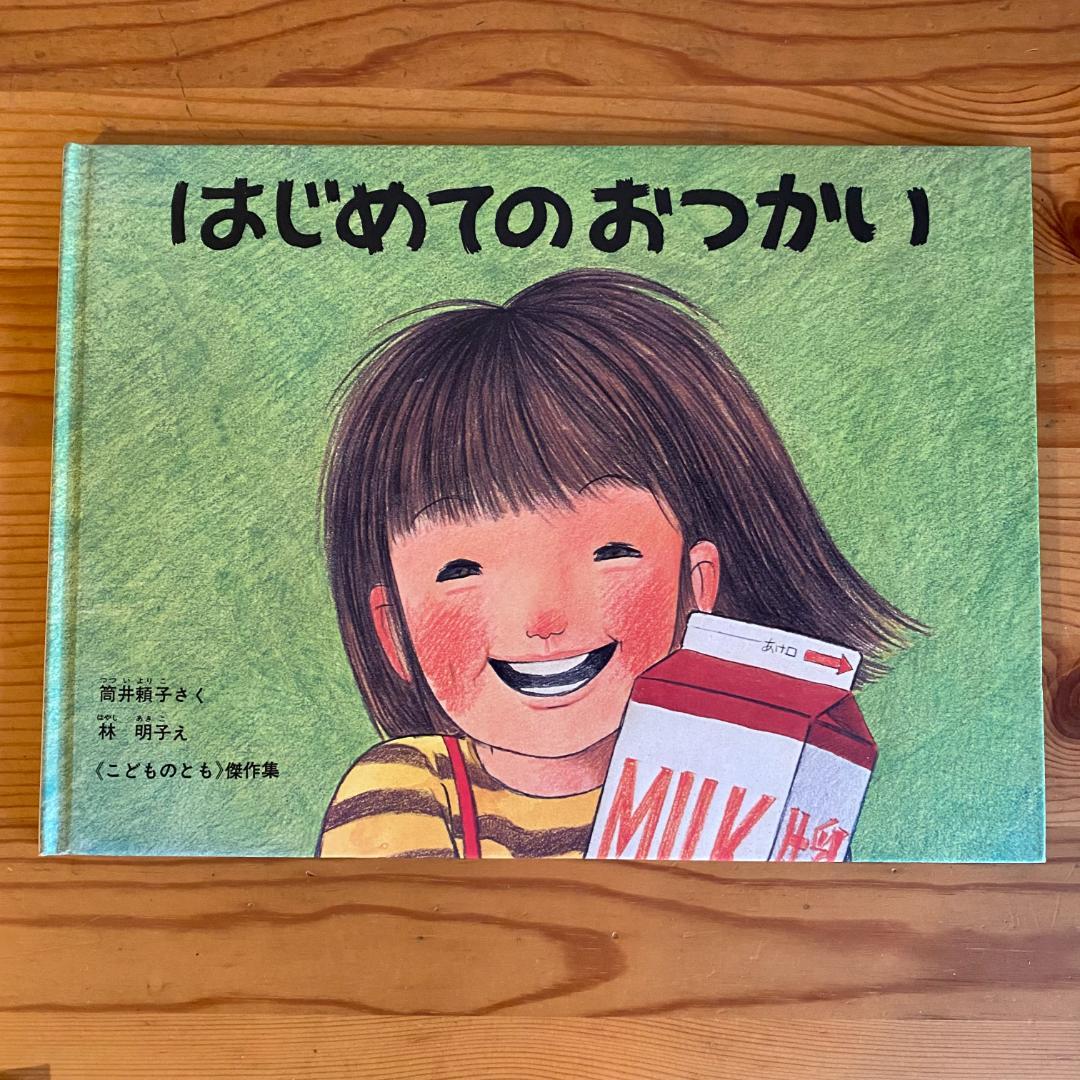 はじめてのおつかい
あけ口
つついよりこ
筒井頼子さく
はやし あきこ
林 明子え
《こどものとも》傑作集
MILK